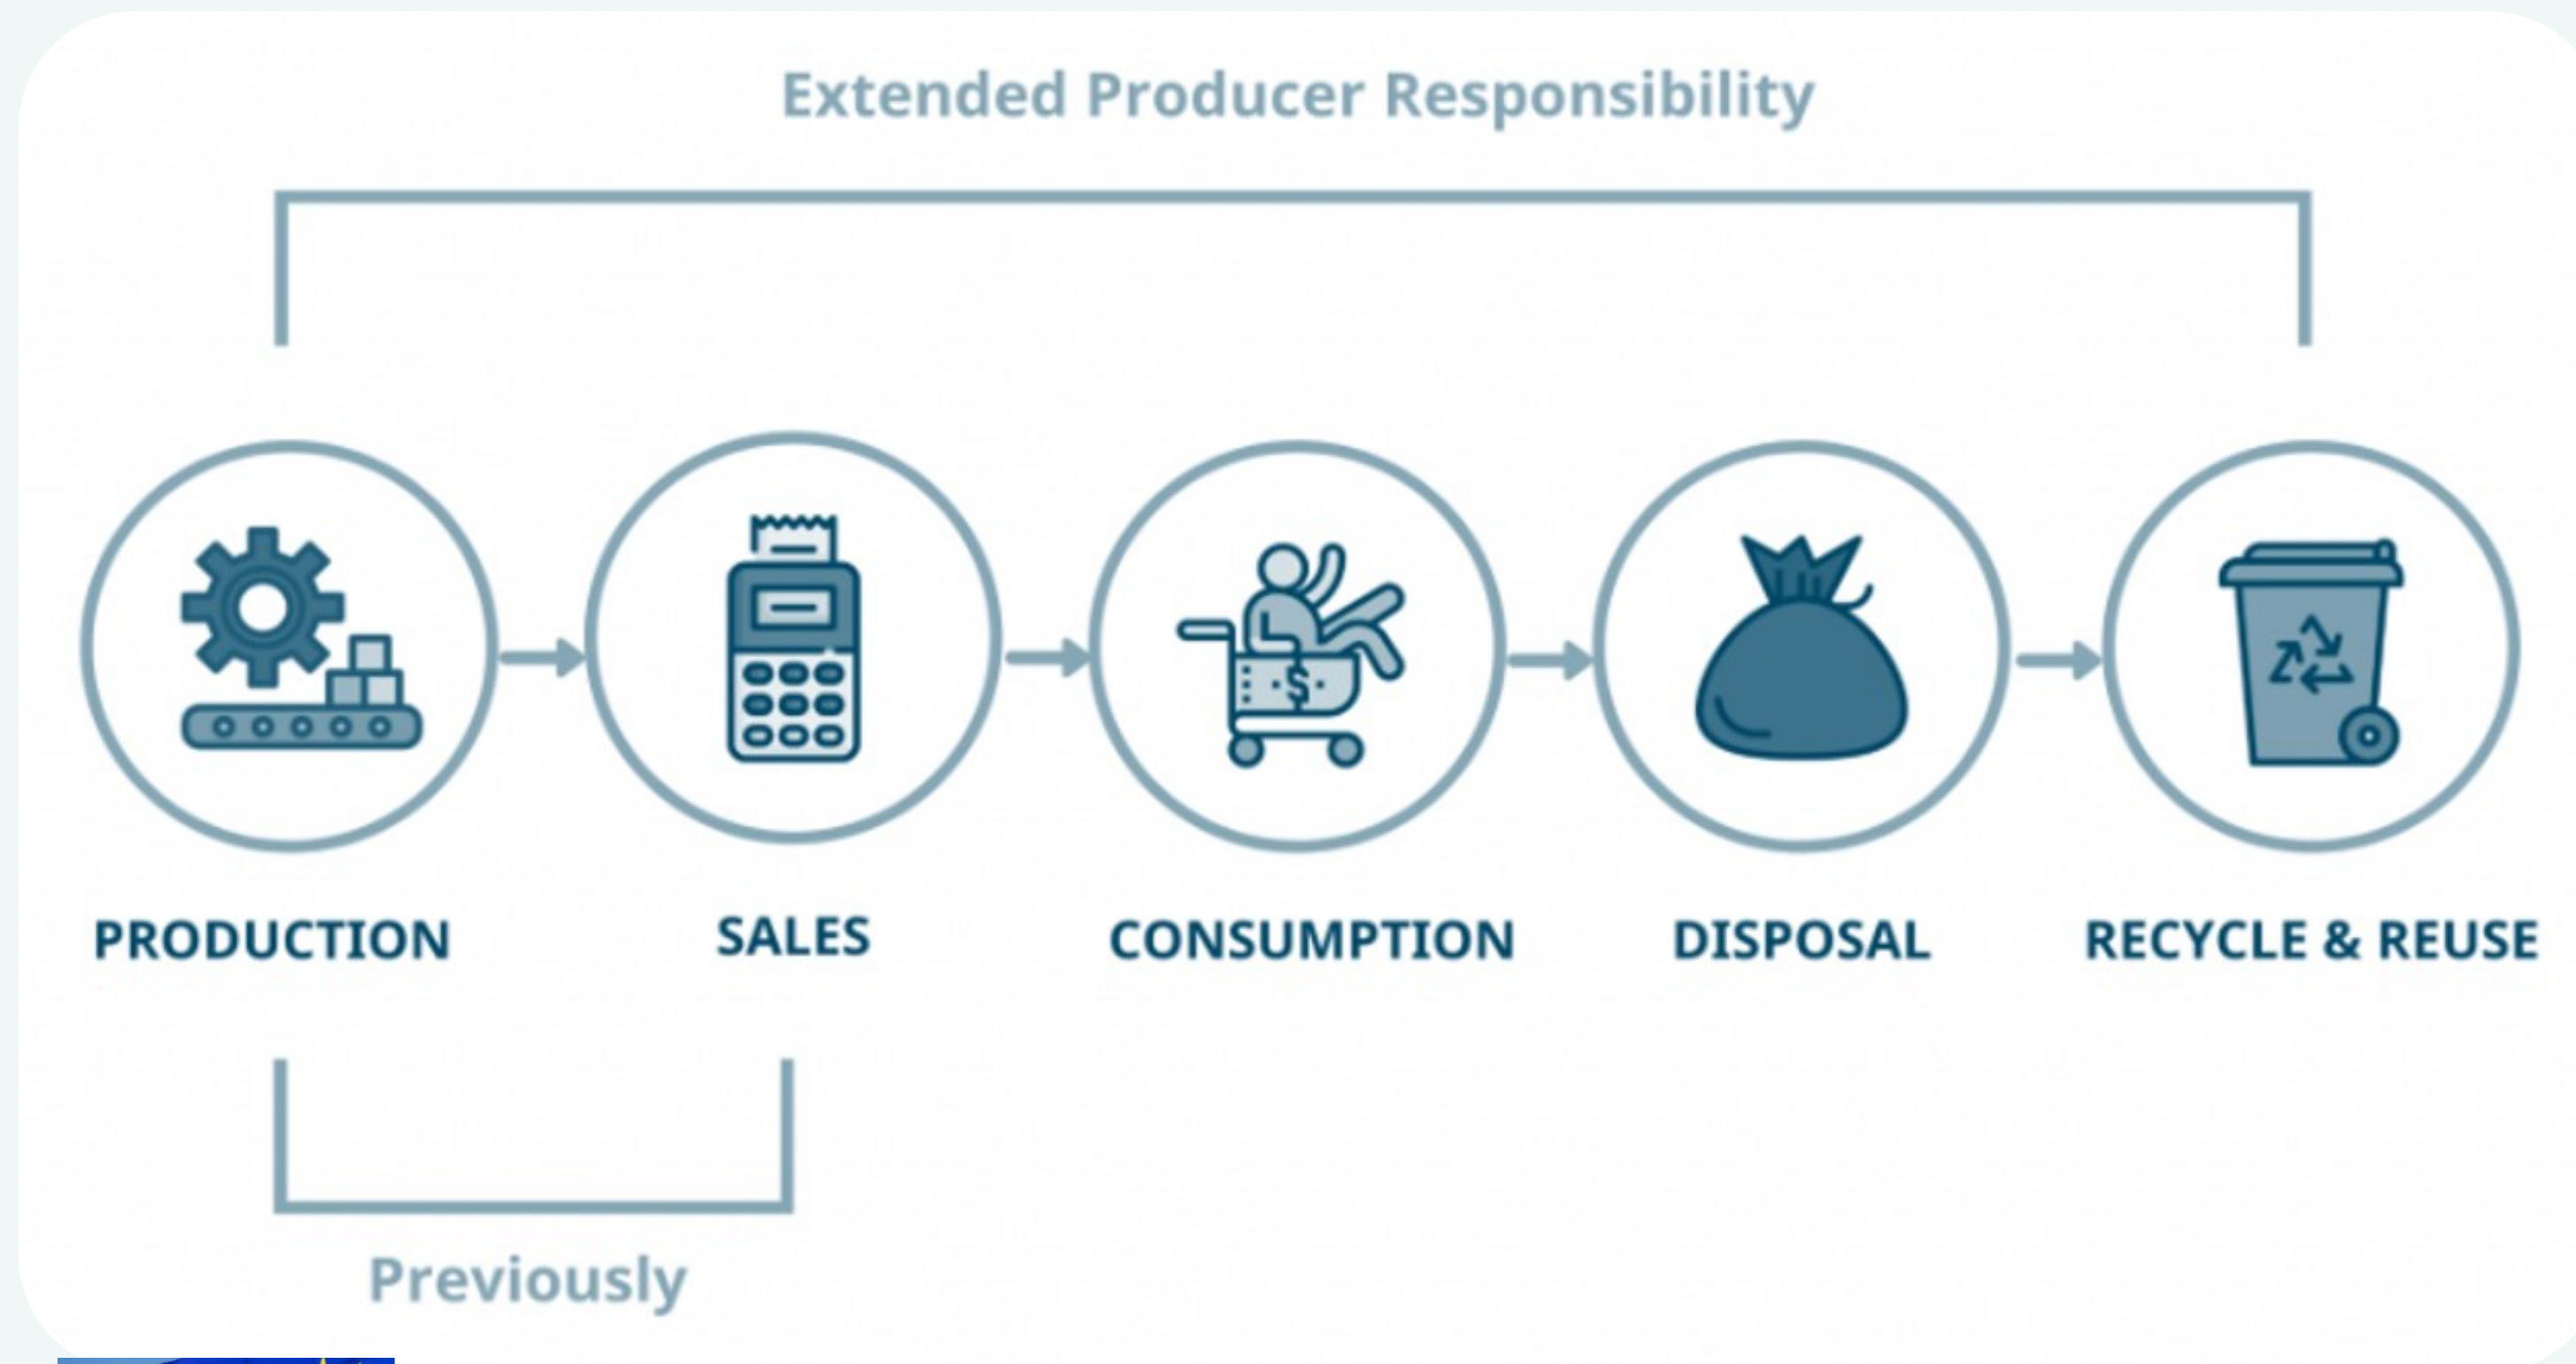 Extended Producer Responsibility
$
PRODUCTION
SALES
CONSUMPTION
DISPOSAL
RECYCLE & REUSE
Previously